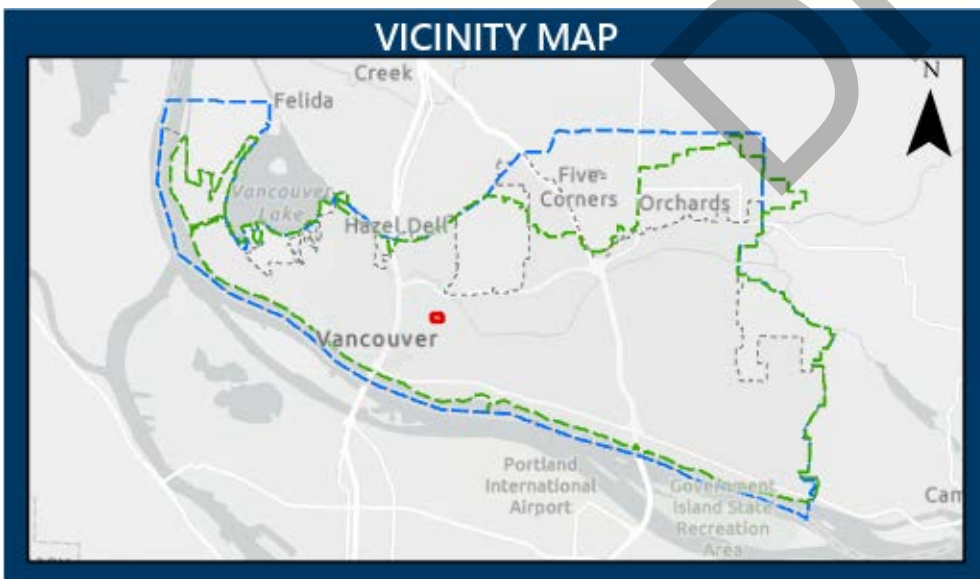 VICINITY MAP
Creek
N
Felida
Vancouver
Lake
Five
Corners
Orchards
Hazel Dell
Vancouver
Portland
International
Airport
Government
Island State
Recreation
Area
Cam